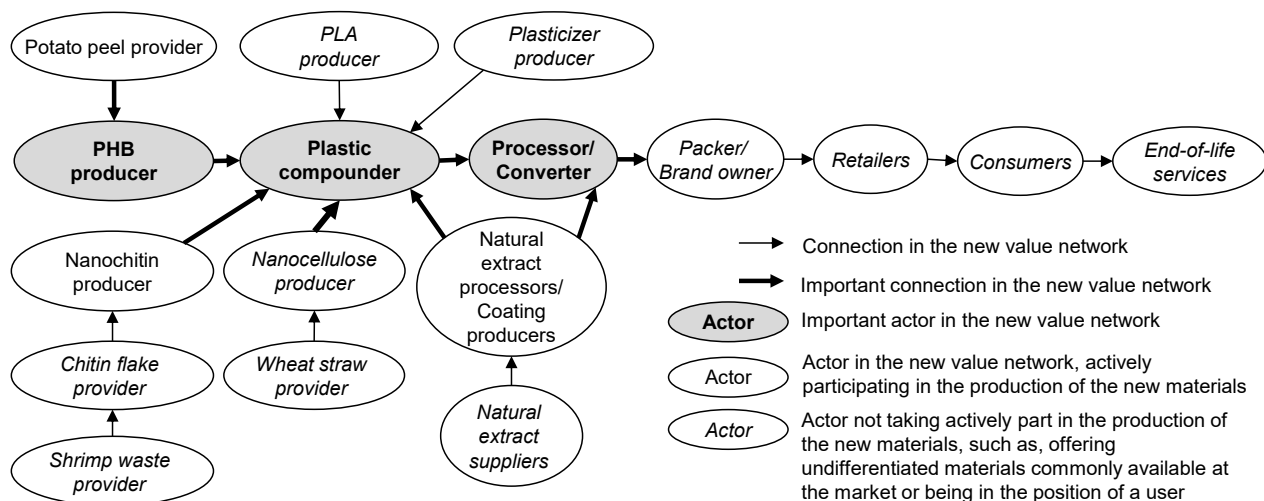 Potato peel provider
PLA
producer
Plasticizer
producer
PHB
producer
Plastic
compounder
Processor/
Converter
Packer/
Brand owner
Retailers
Consumers
End-of-life
services
Nanochitin
producer
Nanocellulose
producer
Natural
extract
processors/
Coating
producers
Chitin flake
provider
Wheat straw
provider
Shrimp waste
provider
Natural
extract
suppliers
Connection in the new value network
Important connection in the new value network
Actor
Important actor in the new value network
Actor
Actor in the new value network, actively
participating in the production of the new materials
Actor
Actor not taking actively part in the production of
the new materials, such as, offering
undifferentiated materials commonly available at
the market or being in the position of a user